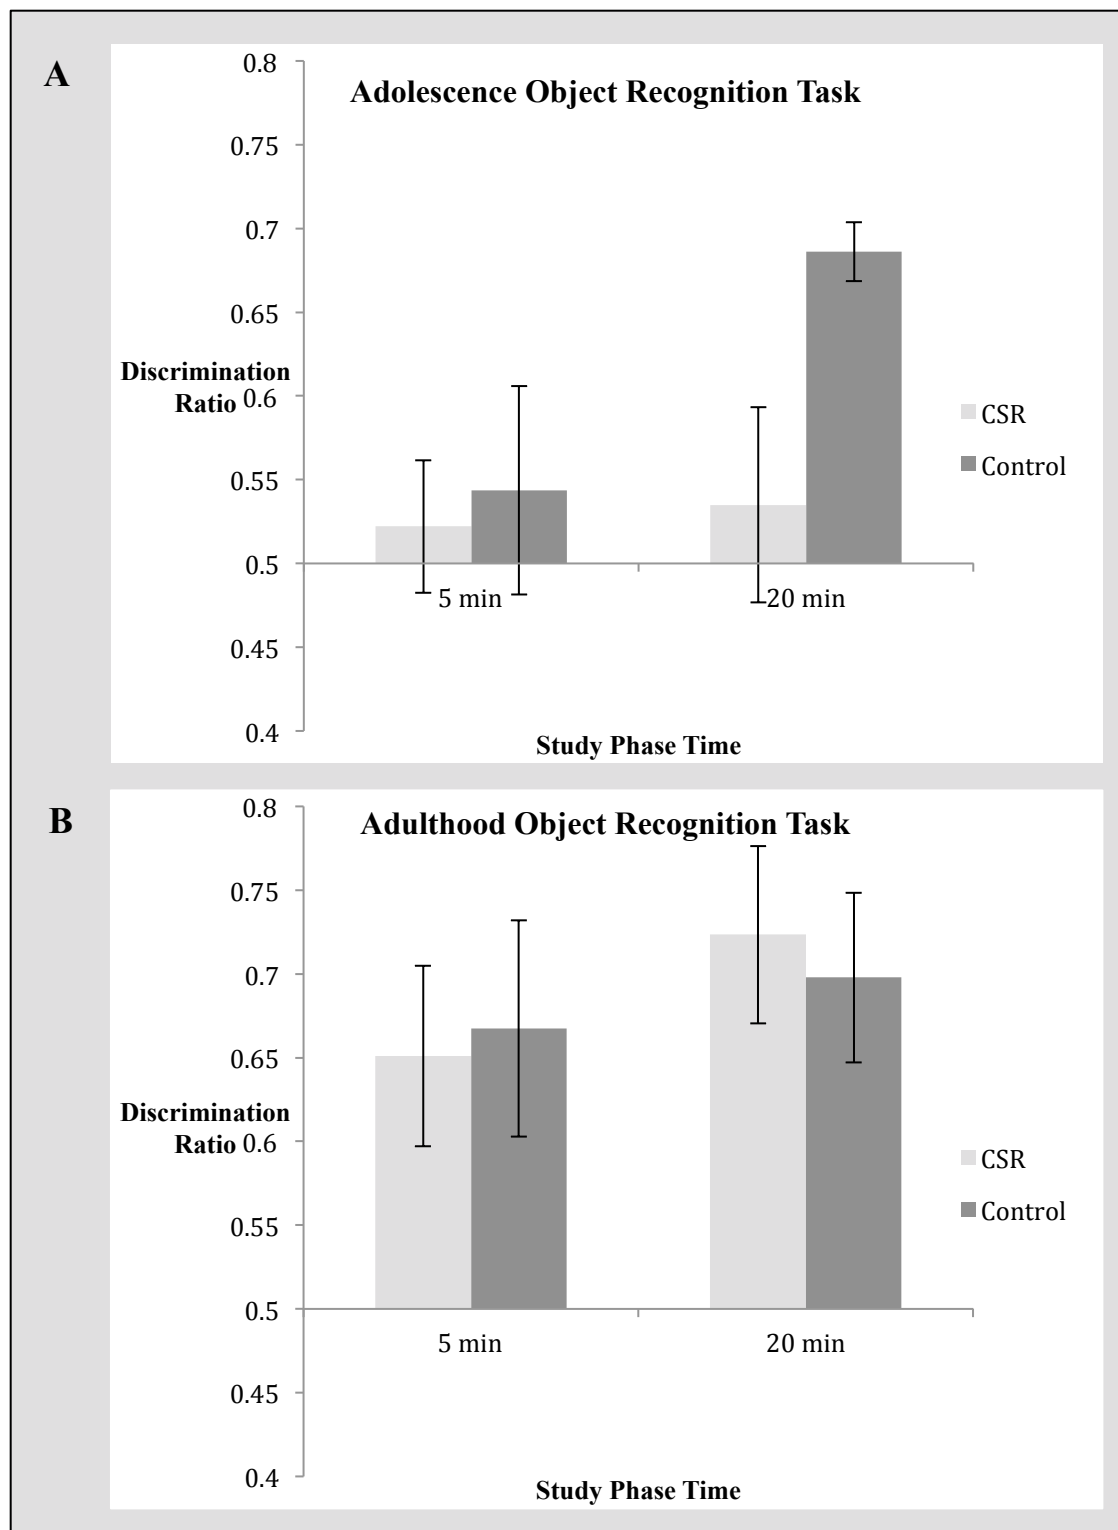 A
Adolescence Object Recognition Task
0.8
0.75
0.7
0.65
Discrimination
Ratio 0.6
0.55
0.5
0.45
0.4
5 min
20 min
Study Phase Time
CSR
Control
B
Adulthood Object Recognition Task
0.8
0.75
0.7
0.65
Discrimination
Ratio 0.6
0.55
0.5
0.45
0.4
5 min
20 min
Study Phase Time
CSR
Control